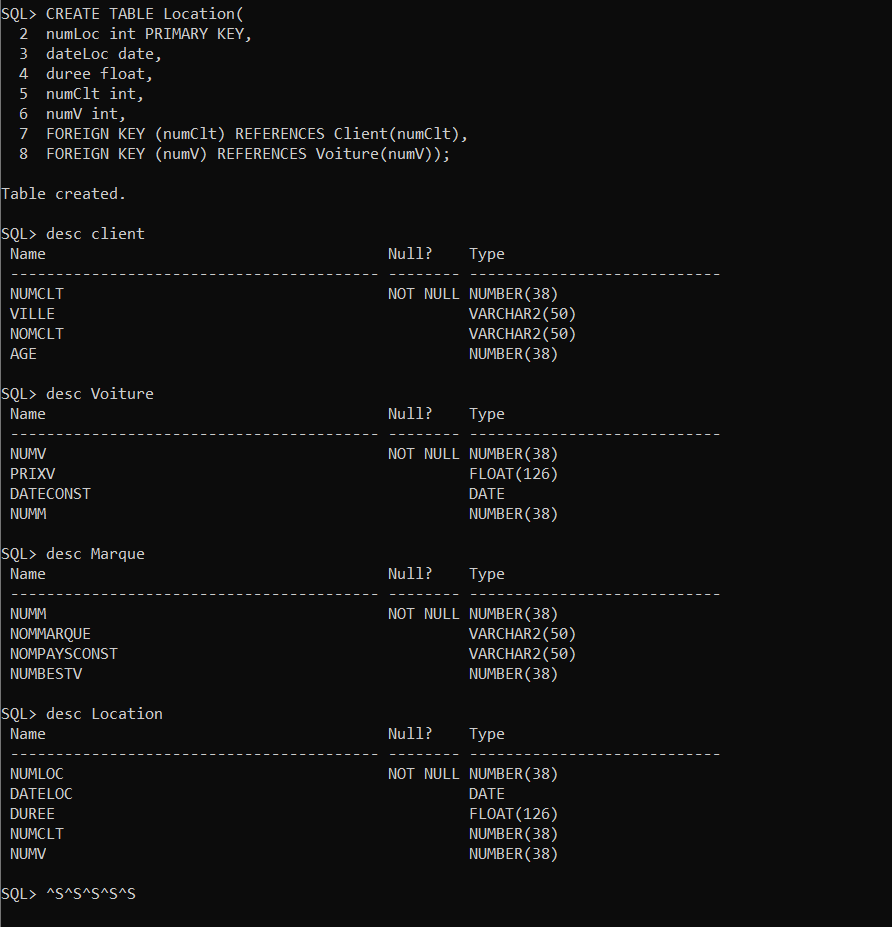 SQL> CREATE TABLE Location(
  2  numLoc int PRIMARY KEY,
  3  dateLoc date,
  4  duree float,
  5  numClt int,
  6  numV int,
  7  FOREIGN KEY (numClt) REFERENCES Client(numClt),
  8  FOREIGN KEY (numV) REFERENCES Voiture(numV));
Table created.
SQL> desc client
 Name                                      Null?    Type
 ----------------------------------------- -------- ----------------------------
 NUMCLT                                    NOT NULL NUMBER(38)
 VILLE                                              VARCHAR2(50)
 NOMCLT                                             VARCHAR2(50)
 AGE                                                NUMBER(38)
SQL> desc Voiture
 Name                                      Null?    Type
 ----------------------------------------- -------- ----------------------------
 NUMV                                      NOT NULL NUMBER(38)
 PRIXV                                              FLOAT(126)
 DATECONST                                          DATE
 NUMM                                               NUMBER(38)
SQL> desc Marque
 Name                                      Null?    Type
 ----------------------------------------- -------- ----------------------------
 NUMM                                      NOT NULL NUMBER(38)
 NOMMARQUE                                          VARCHAR2(50)
 NOMPAYSCONST                                       VARCHAR2(50)
 NUMBESTV                                           NUMBER(38)
SQL> desc Location
 Name                                      Null?    Type
 ----------------------------------------- -------- ----------------------------
 NUMLOC                                    NOT NULL NUMBER(38)
 DATELOC                                            DATE
 DUREE                                              FLOAT(126)
 NUMCLT                                             NUMBER(38)
 NUMV                                               NUMBER(38)
SQL> ^S^S^S^S^S